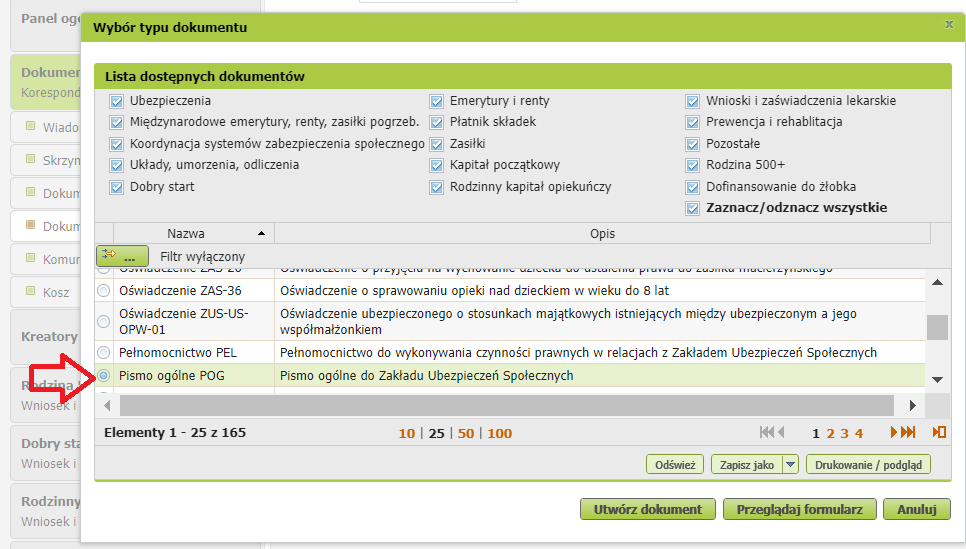 Panel og
Wybór typu dokumentu
x
Lista dostępnych dokumentów
Dokumen
Korespond
Ubezpieczenia
Emerytury i renty
Wnioski i zaświadczenia lekarskie
Wiado
Międzynarodowe emerytury, renty, zasiłki pogrzeb.
Płatnik składek
Prewencja i rehablitacja
Koordynacja systemów zabezpieczenia społecznego
Zasiłki
Pozostałe
Skrzyn
Układy, umorzenia, odliczenia
Kapitał początkowy
Rodzina 500+
Dobry start
Rodzinny kapitał opiekuńczy
Dofinansowanie do żłobka
Dokum
Zaznacz/odznacz wszystkie
Dokum
Nazwa
Opis
... Filtr wyłączony
Komun
Oświadczenie ZAS-26
Oświadczenie o przyjęciu na wychowanie dziecka do ustalenia prawa do zasiłku macierzyńskiego
Kosz
Oświadczenie ZAS-36
Oświadczenie o sprawowaniu opieki nad dzieckiem w wieku do 8 lat
Oświadczenie ZUS-US-
OPW-01
Oświadczenie ubezpieczonego o stosunkach majątkowych istniejących między ubezpieczonym a jego
współmałżonkiem
Kreatory
Pełnomocnictwo PEL
Pełnomocnictwo do wykonywania czynności prawnych w relacjach z Zakładem Ubezpieczeń Społecznych
Pismo ogólne POG
Pismo ogólne do Zakładu Ubezpieczeń Społecznych
Rodzina
Wniosek i
Elementy 1 - 25 z 165
10 | 25 | 50 | 100
1 2 3 4
Dobry sta
Wniosek i
Odśwież
Zapisz jako
Drukowanie / podgląd
Rodzinny
Wniosek i
Utwórz dokument
Przeglądaj formularz
Anuluj